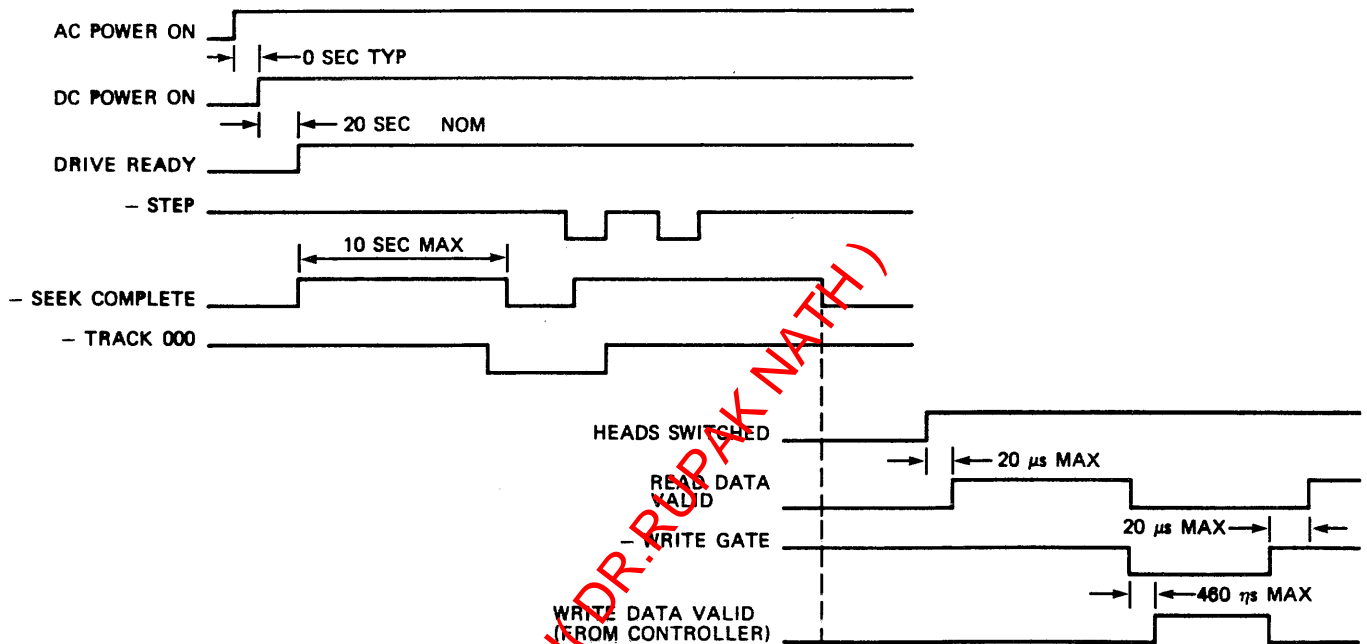 AC POWER ON
0 SEC TYP
DC POWER ON
20 SEC NOM
DRIVE READY
– STEP
10 SEC MAX
– SEEK COMPLETE
– TRACK 000
HEADS SWITCHED
20 μs MAX
READ DATA
VALID
20 μs MAX
– WRITE GATE
460 ηs MAX
WRITE DATA VALID
(FROM CONTROLLER)
( DR.RUPAK NATH )